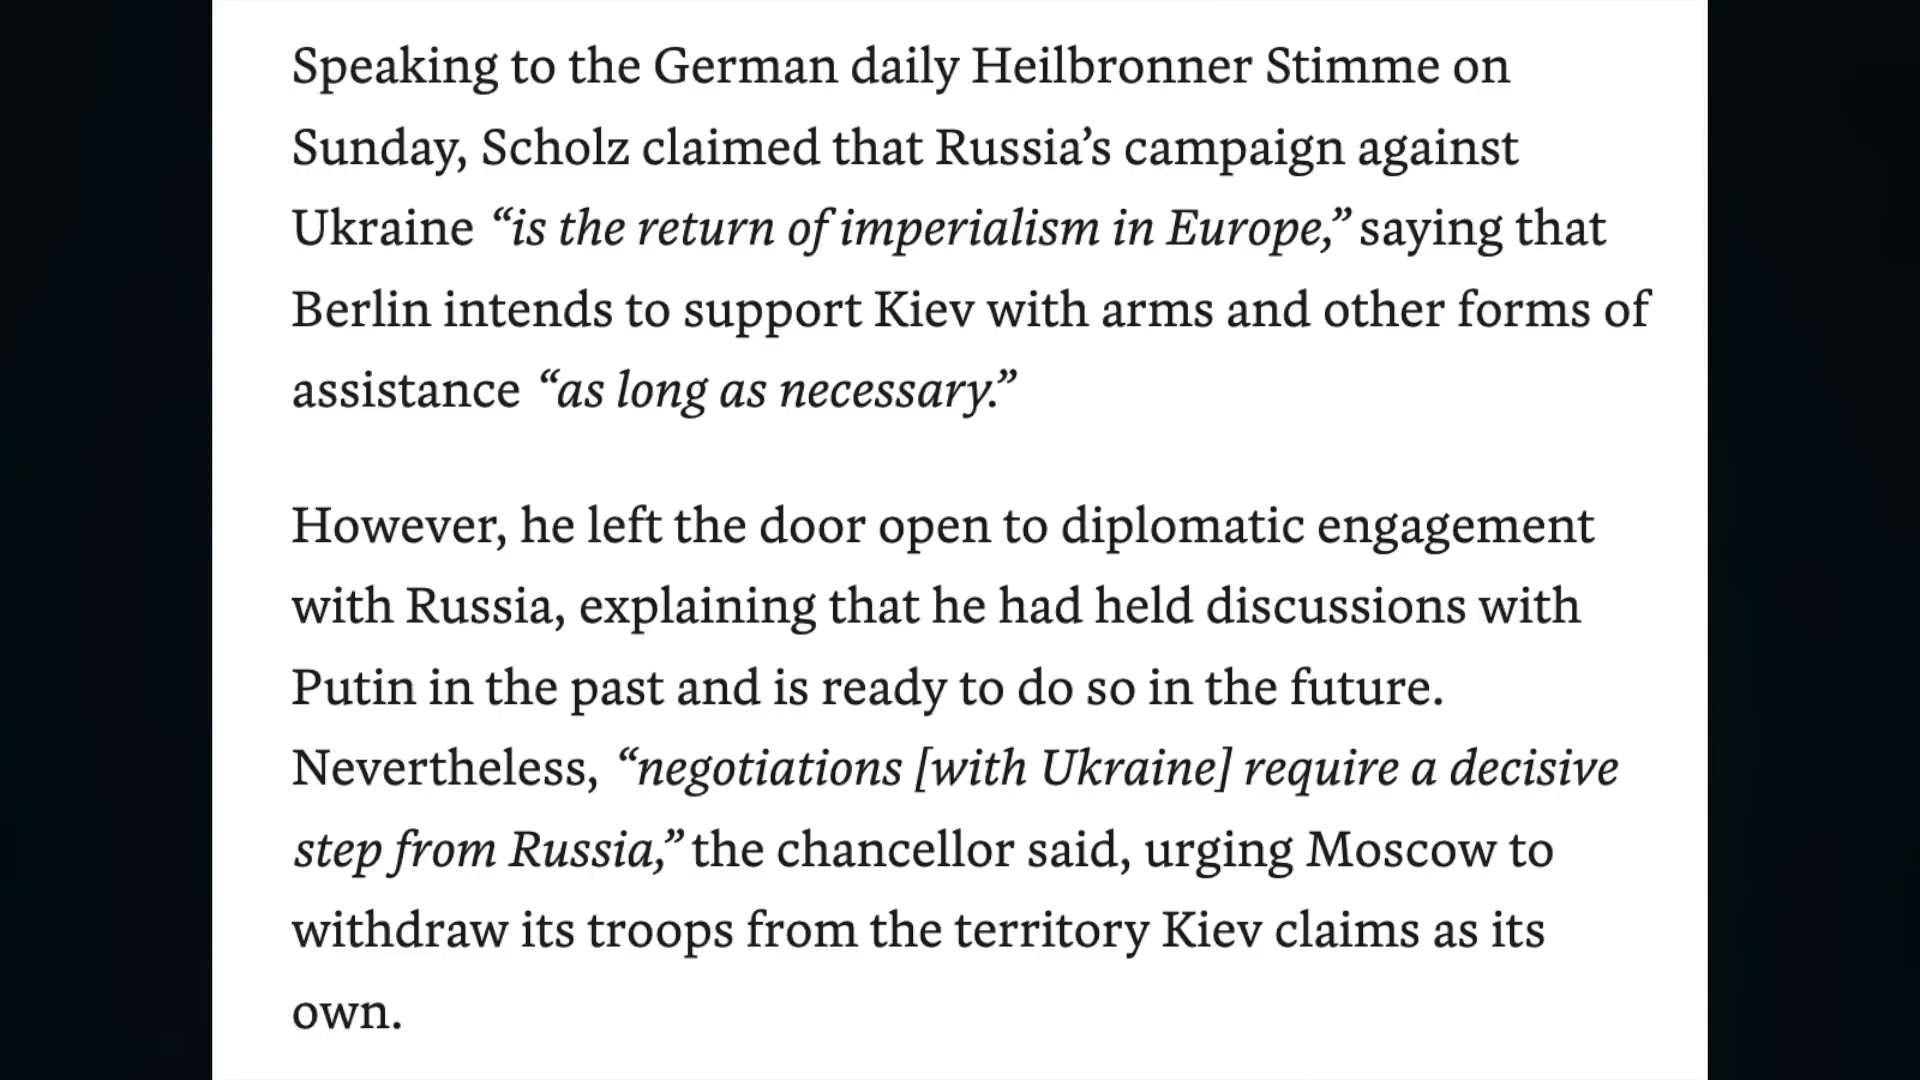 Speaking to the German daily Heilbronner Stimme on
Sunday, Scholz claimed that Russia’s campaign against
Ukraine “is the return of imperialism in Europe,” saying that
Berlin intends to support Kiev with arms and other forms of
assistance “as long as necessary.”
However, he left the door open to diplomatic engagement
with Russia, explaining that he had held discussions with
Putin in the past and is ready to do so in the future.
Nevertheless, “negotiations [with Ukraine] require a decisive
step from Russia,” the chancellor said, urging Moscow to
withdraw its troops from the territory Kiev claims as its
own.